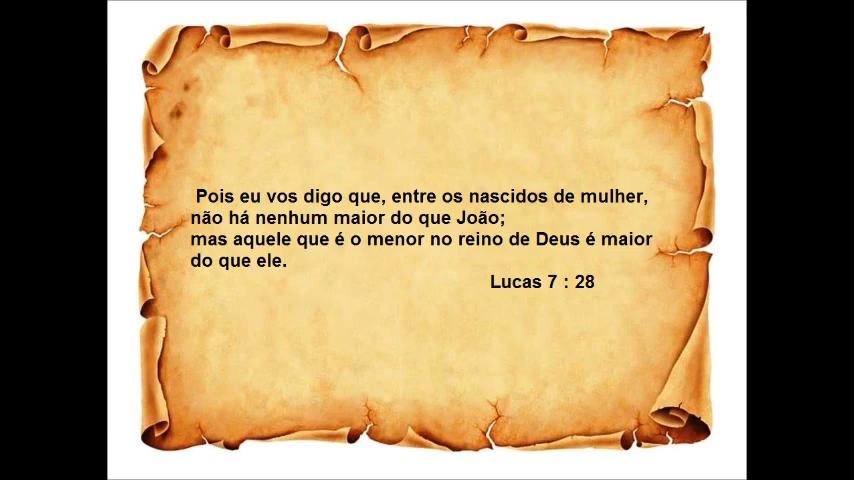 Pois eu vos digo que, entre os nascidos de mulher,
não há nenhum maior do que João;
mas aquele que é o menor no reino de Deus é maior
do que ele.
Lucas 7 : 28